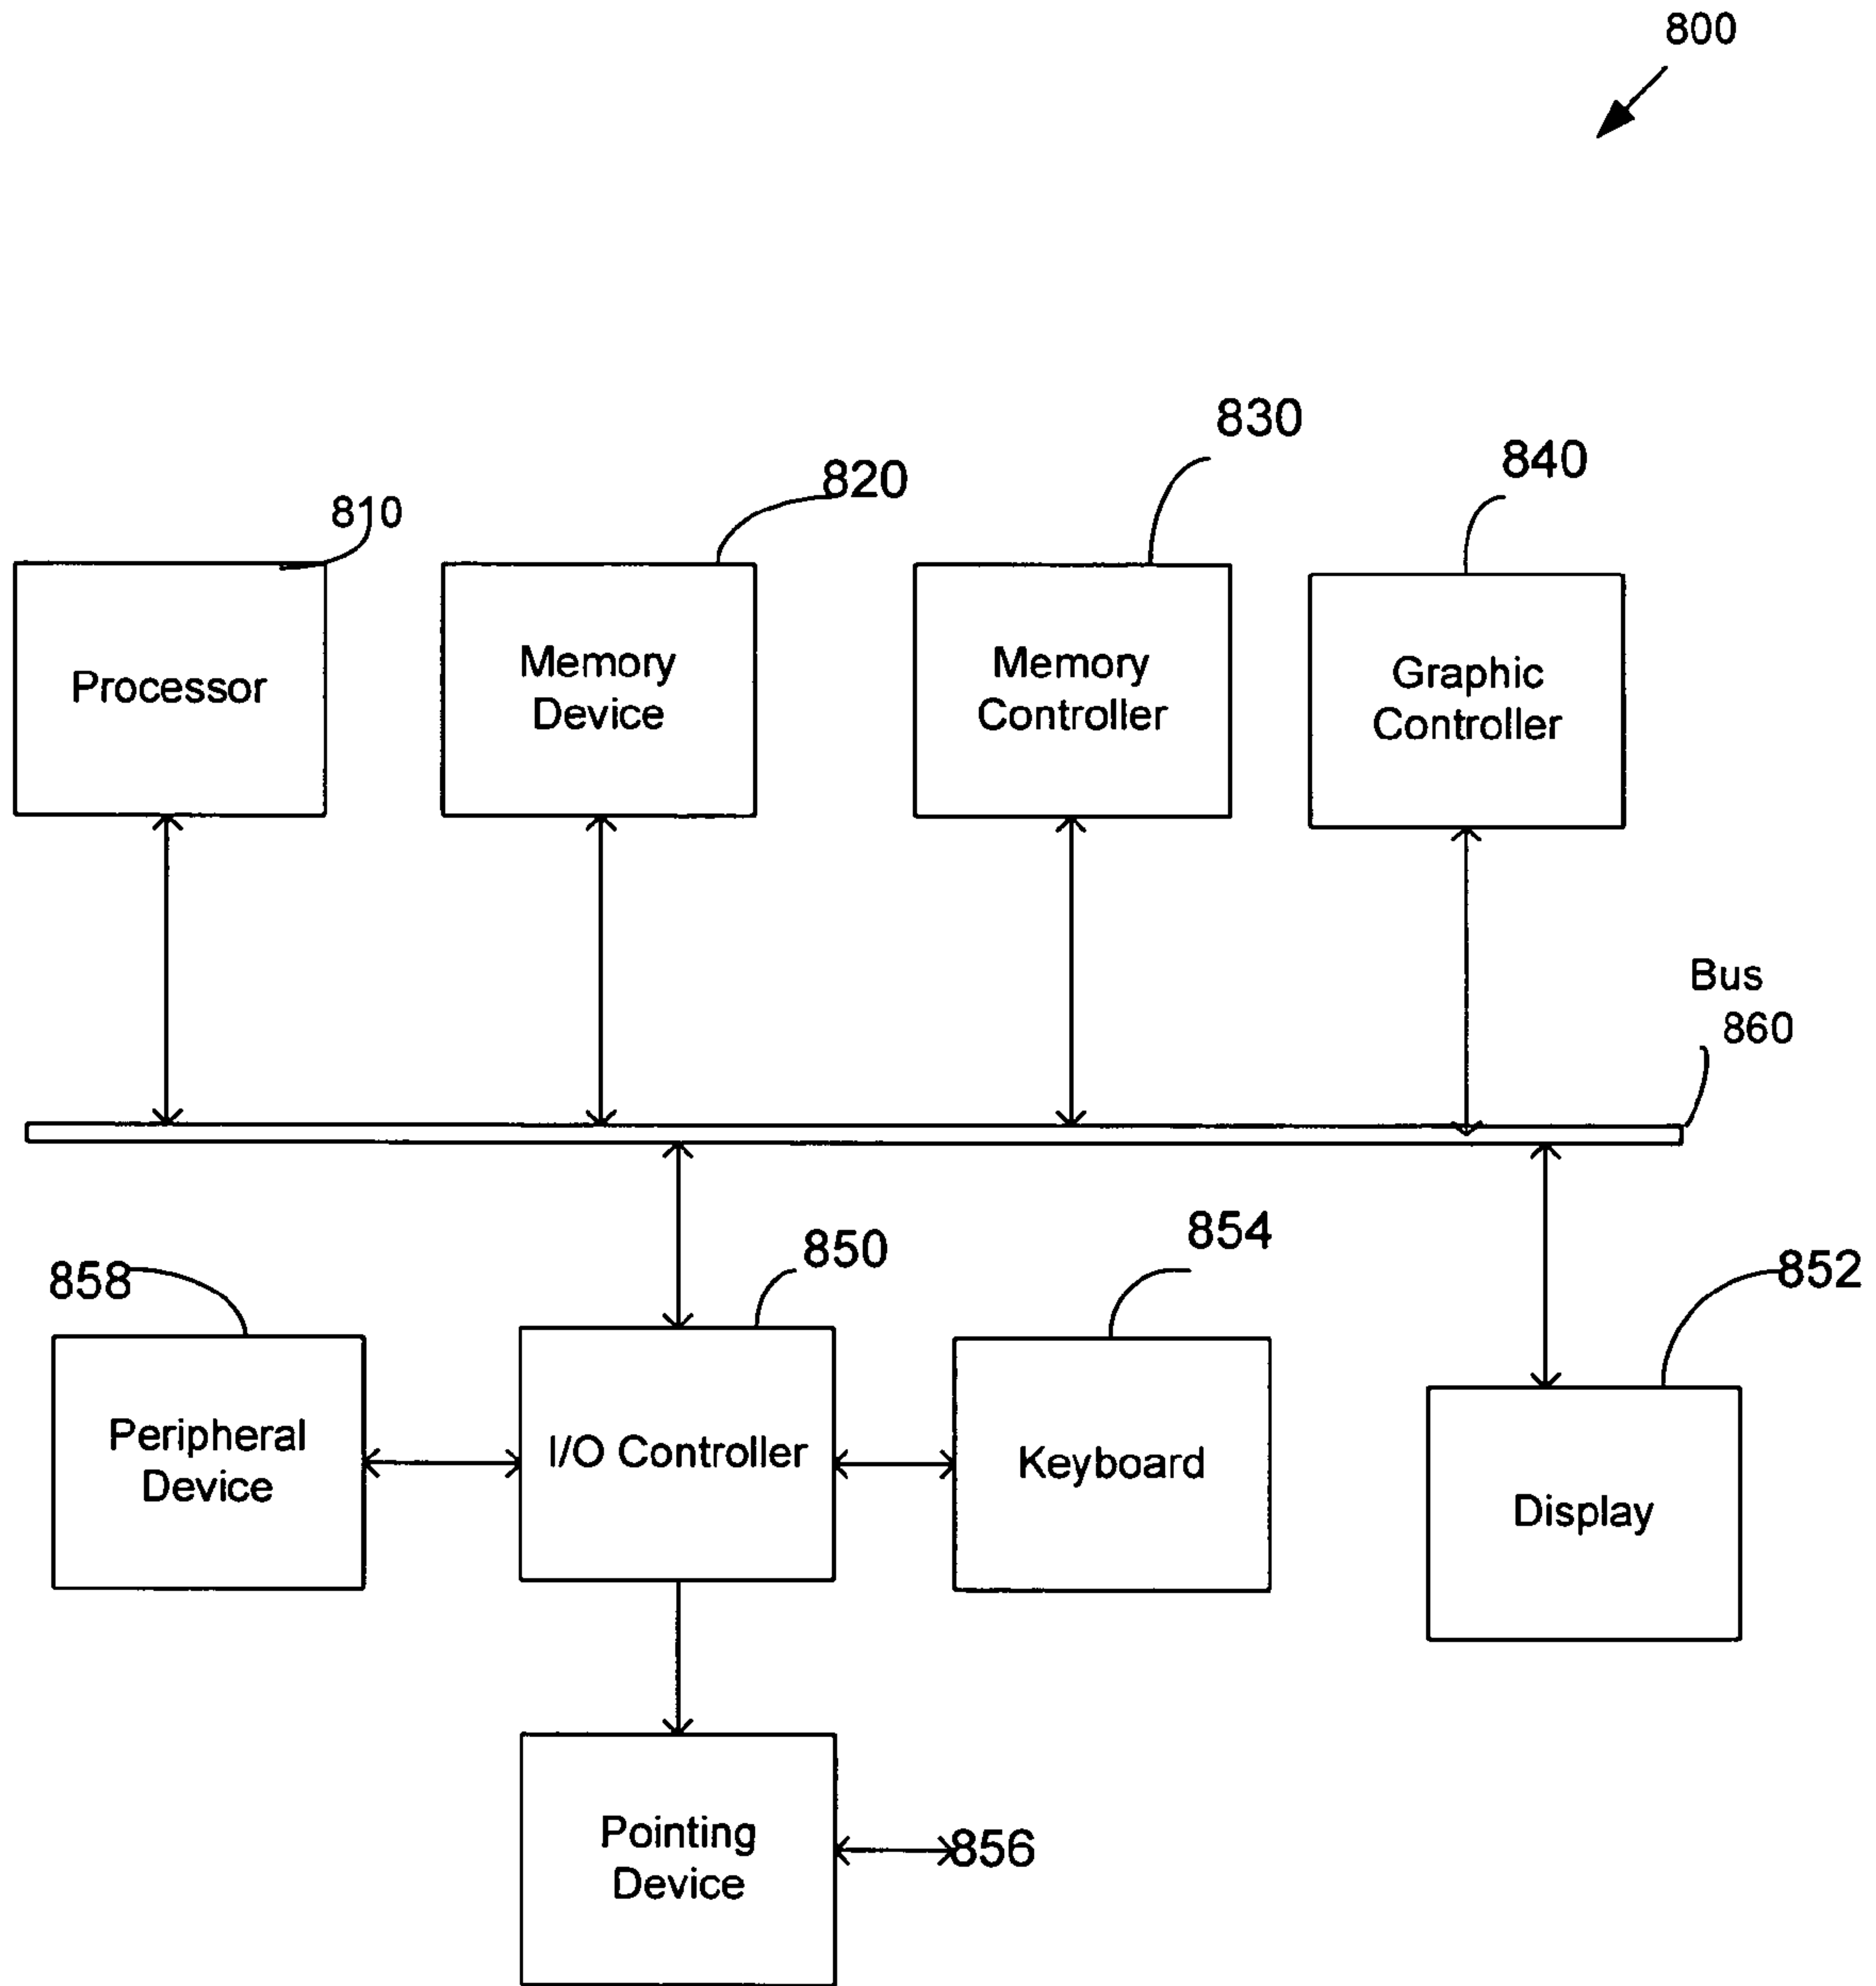 800
830
840
820
810
Processor
Memory
Device
Memory
Controller
Graphic
Controller
Bus
860
854
850
852
858
Peripheral
Device
I/O Controller
Keyboard
Display
Pointing
Device
856